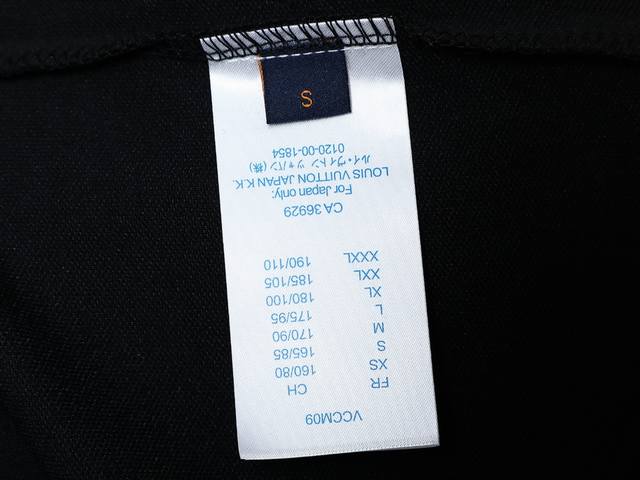 VCCM09
FR CH
XS 160/80
S 165/85
M 170/90
L 175/95
XL 180/100
XXL 185/105
XXXL 190/110
CA 36929
For Japan only:
LOUIS VUITTON JAPAN K.K.
ルイ・ヴィトン ツャパン(株)
0120-00-1854
S